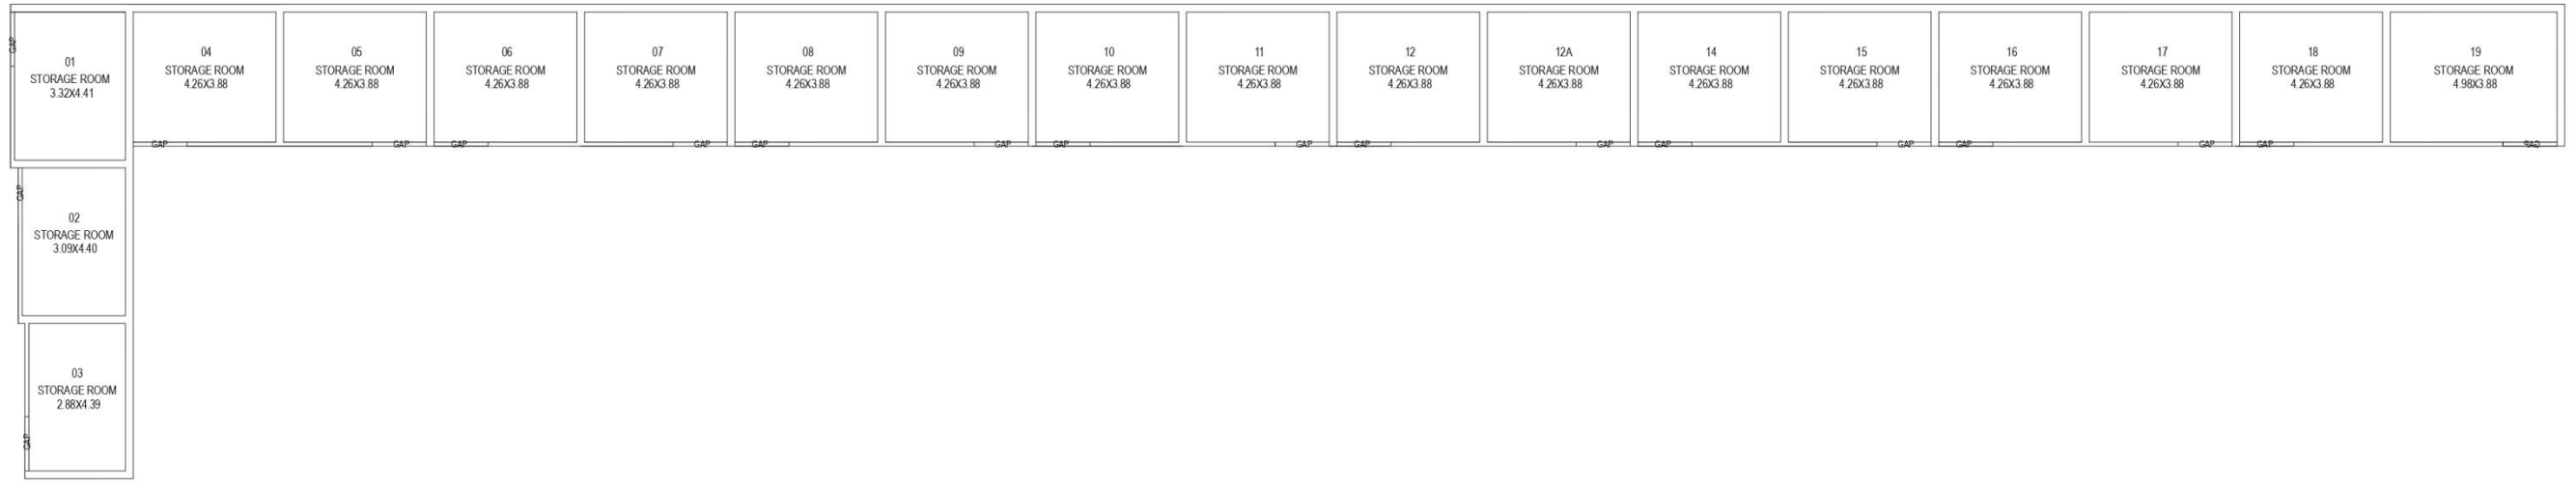 GAP
01
STORAGE ROOM
3.32X4.41
04
STORAGE ROOM
4.26X3.88
GAP
05
STORAGE ROOM
4.26X3.88
GAP
06
STORAGE ROOM
4.26X3.88
GAP
07
STORAGE ROOM
4.26X3.88
GAP
08
STORAGE ROOM
4.26X3.88
GAP
09
STORAGE ROOM
4.26X3.88
GAP
10
STORAGE ROOM
4.26X3.88
GAP
11
STORAGE ROOM
4.26X3.88
GAP
12
STORAGE ROOM
4.26X3.88
GAP
12A
STORAGE ROOM
4.26X3.88
GAP
14
STORAGE ROOM
4.26X3.88
GAP
15
STORAGE ROOM
4.26X3.88
GAP
16
STORAGE ROOM
4.26X3.88
GAP
17
STORAGE ROOM
4.26X3.88
GAP
18
STORAGE ROOM
4.26X3.88
GAP
19
STORAGE ROOM
4.98X3.88
GAP
GAP
02
STORAGE ROOM
3.09X4.40
03
STORAGE ROOM
2.88X4.39
GAP